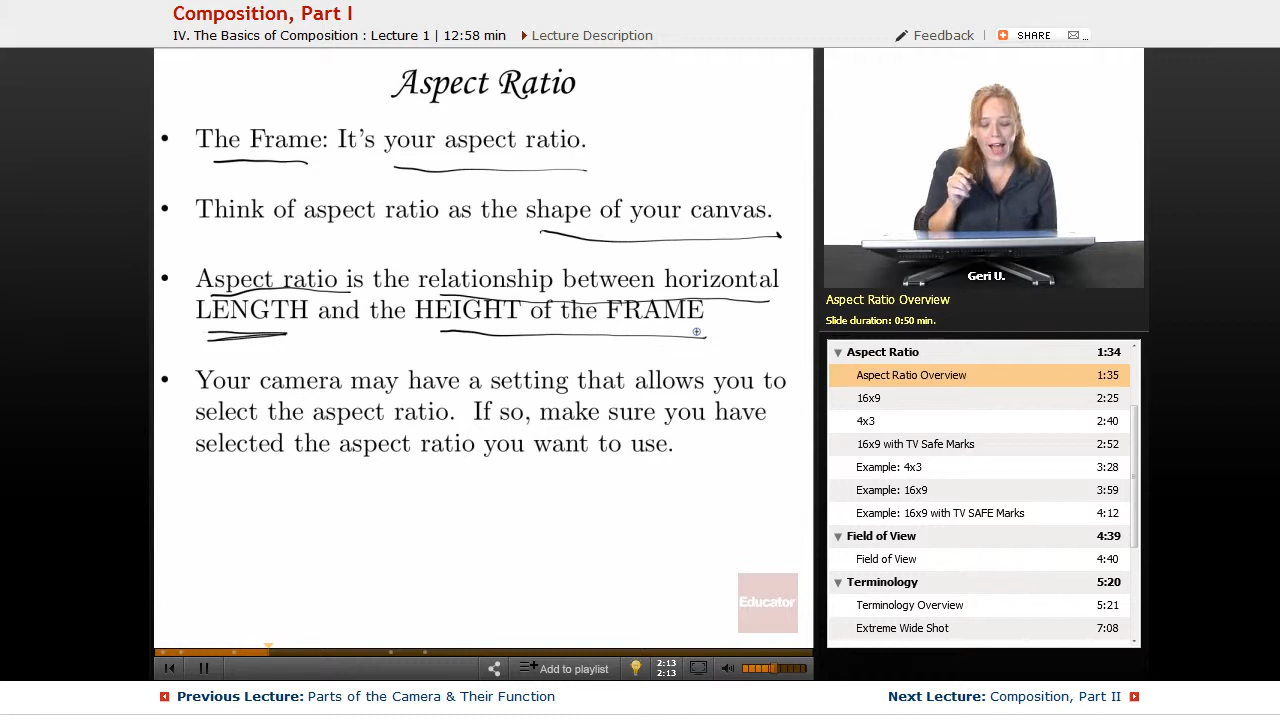 Composition, Part I
IV. The Basics of Composition : Lecture 1 | 12:58 min
Lecture Description
Feedback
SHARE
Aspect Ratio
• The Frame: It's your aspect ratio.
• Think of aspect ratio as the shape of your canvas.
• Aspect ratio is the relationship between horizontal
LENGTH and the HEIGHT of the FRAME
• Your camera may have a setting that allows you to
select the aspect ratio. If so, make sure you have
selected the aspect ratio you want to use.
Educator
Geri U.
Aspect Ratio Overview
Slide duration: 0:50 min.
Aspect Ratio 1:34
Aspect Ratio Overview 1:35
16x9 2:25
4x3 2:40
16x9 with TV Safe Marks 2:52
Example: 4x3 3:28
Example: 16x9 3:59
Example: 16x9 with TV SAFE Marks 4:12
Field of View 4:39
Field of View 4:40
Terminology 5:20
Terminology Overview 5:21
Extreme Wide Shot 7:08
Add to playlist
2:13
2:13
Previous Lecture: Parts of the Camera & Their Function
Next Lecture: Composition, Part II